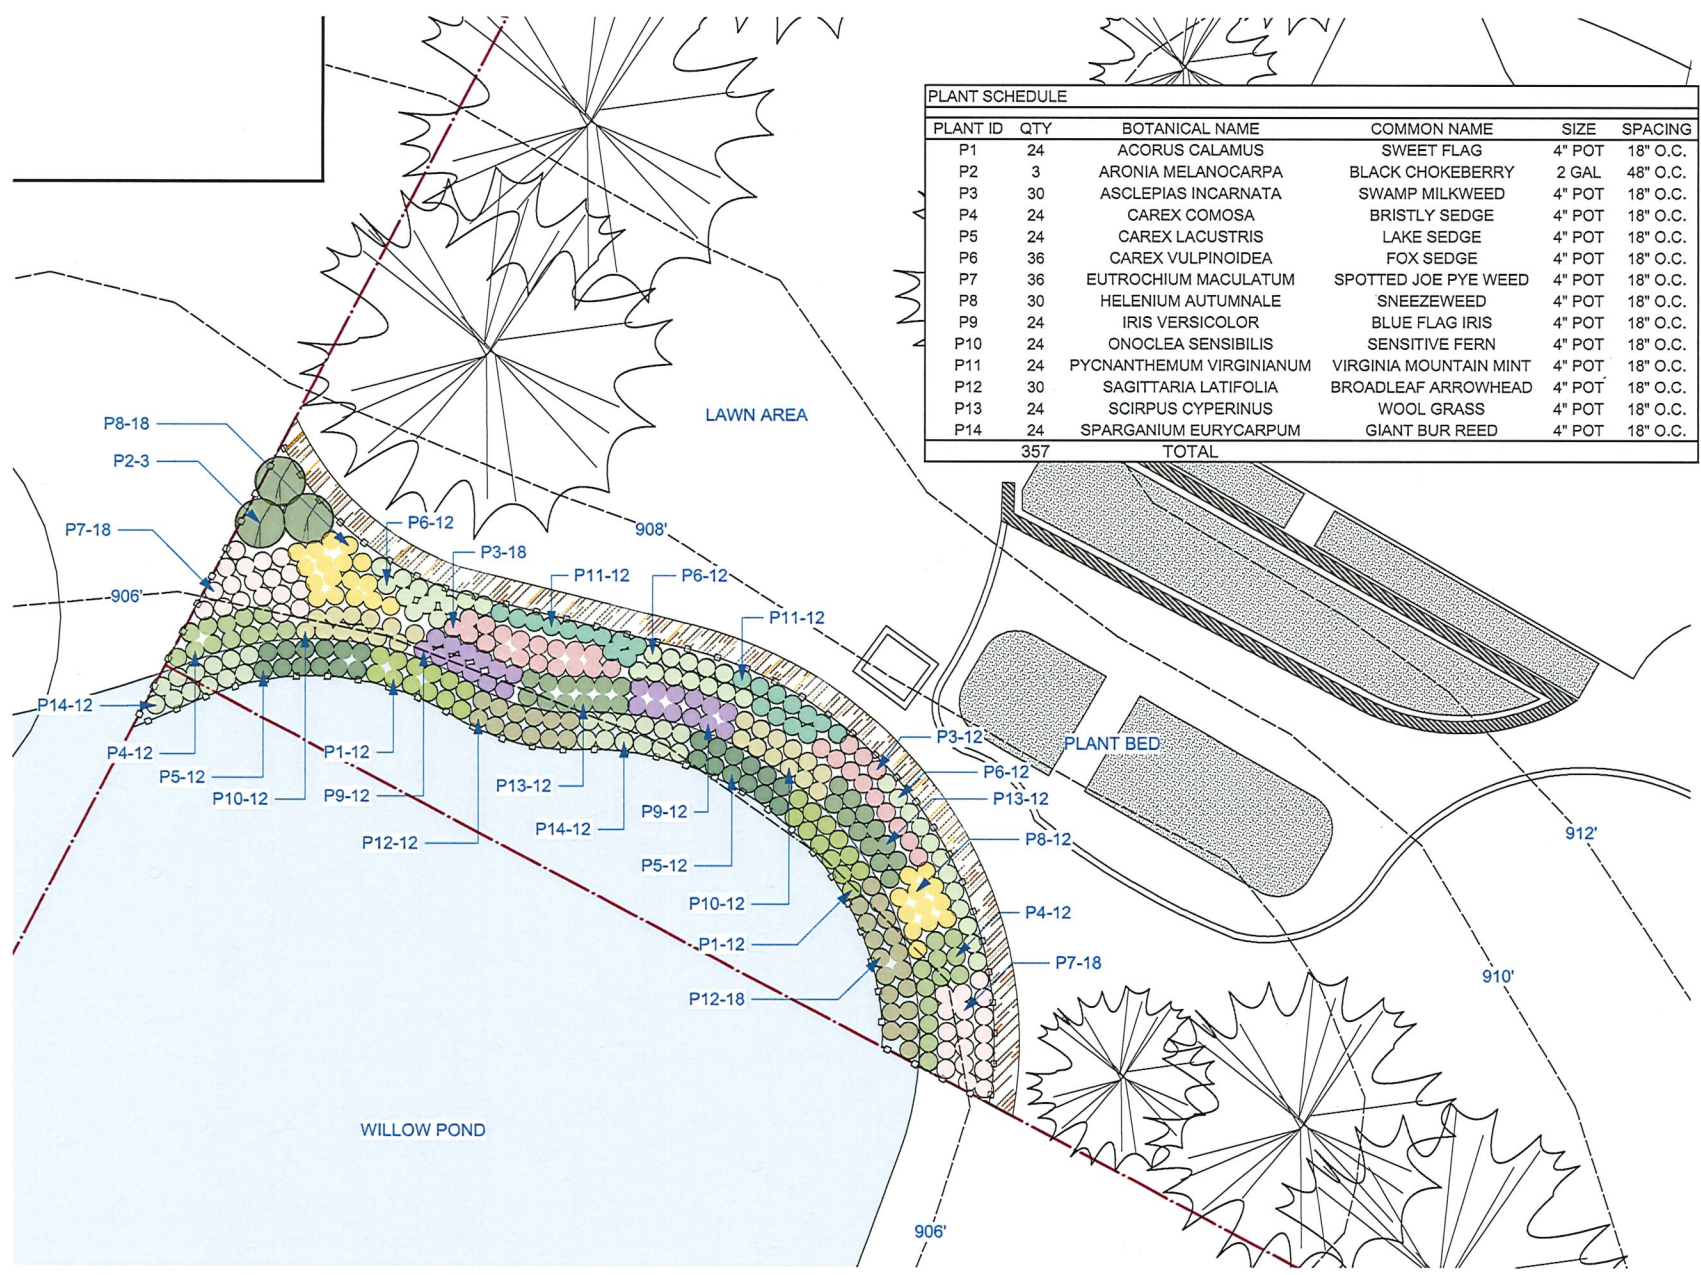 PLANT SCHEDULE
PLANT ID QTY BOTANICAL NAME COMMON NAME SIZE SPACING
P1 24 ACORUS CALAMUS SWEET FLAG 4" POT 18" O.C.
P2 3 ARONIA MELANOCARPA BLACK CHOKEBERRY 2 GAL 48" O.C.
P3 30 ASCLEPIAS INCARNATA SWAMP MILKWEED 4" POT 18" O.C.
P4 24 CAREX COMOSA BRISTLY SEDGE 4" POT 18" O.C.
P5 24 CAREX LACUSTRIS LAKE SEDGE 4" POT 18" O.C.
P6 36 CAREX VULPINOIDEA FOX SEDGE 4" POT 18" O.C.
P7 36 EUTROCHIUM MACULATUM SPOTTED JOE PYE WEED 4" POT 18" O.C.
P8 30 HELENIUM AUTUMNALE SNEEZEWEED 4" POT 18" O.C.
P9 24 IRIS VERSICOLOR BLUE FLAG IRIS 4" POT 18" O.C.
P10 24 ONOCLEA SENSIBILIS SENSITIVE FERN 4" POT 18" O.C.
P11 24 PYCNANTHEMUM VIRGINIANUM VIRGINIA MOUNTAIN MINT 4" POT 18" O.C.
P12 30 SAGITTARIA LATIFOLIA BROADLEAF ARROWHEAD 4" POT 18" O.C.
P13 24 SCIRPUS CYPERINUS WOOL GRASS 4" POT 18" O.C.
P14 24 SPARGANIUM EURYCARPUM GIANT BUR REED 4" POT 18" O.C.
357 TOTAL
LAWN AREA
P8-18
P2-3
P7-18
P6-12
908'
P3-18
P11-12
P6-12
906'
P11-12
P14-12
P4-12
P5-12
P10-12
P1-12
P9-12
P12-12
P13-12
P14-12
P9-12
P5-12
P10-12
P1-12
P12-18
P3-12
PLANT BED
P6-12
P13-12
P8-12
912'
P4-12
P7-18
910'
WILLOW POND
906'